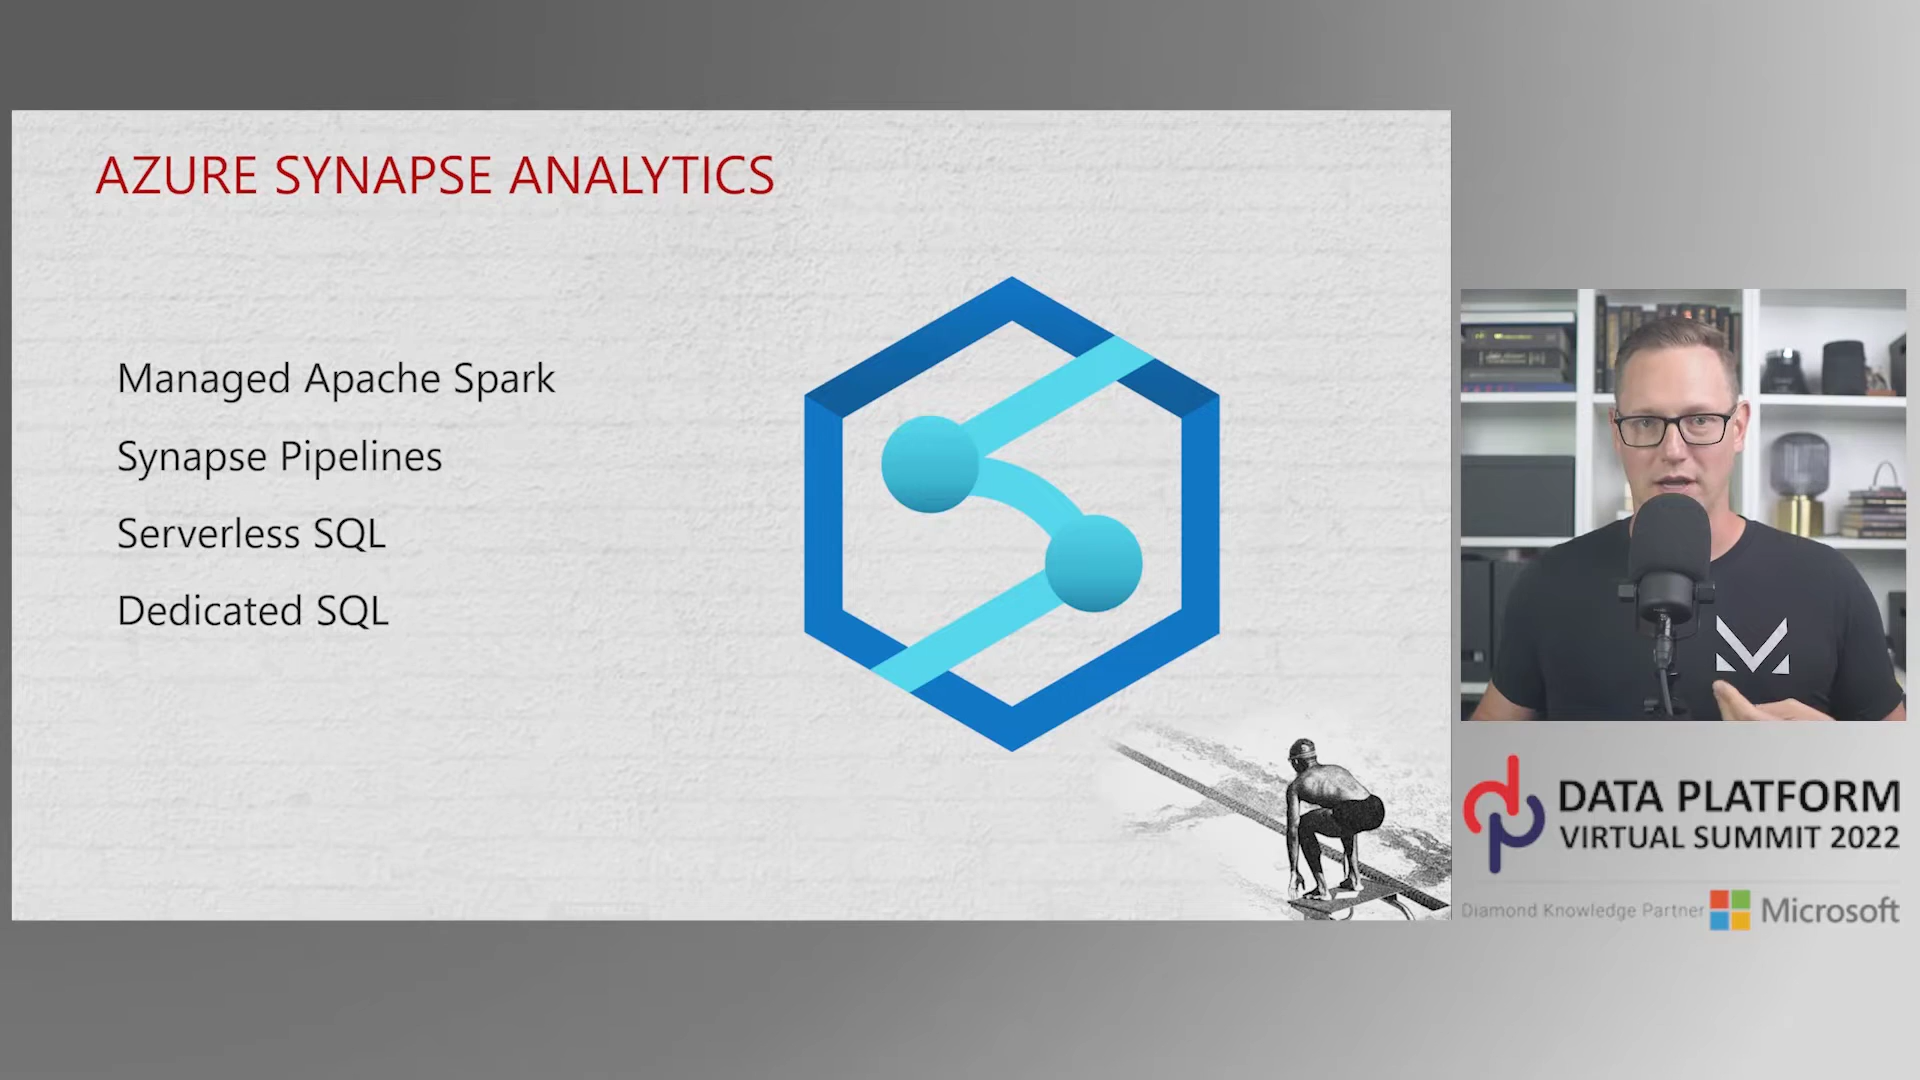 AZURE SYNAPSE ANALYTICS
Managed Apache Spark
Synapse Pipelines
Serverless SQL
Dedicated SQL
DATA PLATFORM
VIRTUAL SUMMIT 2022
Diamond Knowledge Partner Microsoft